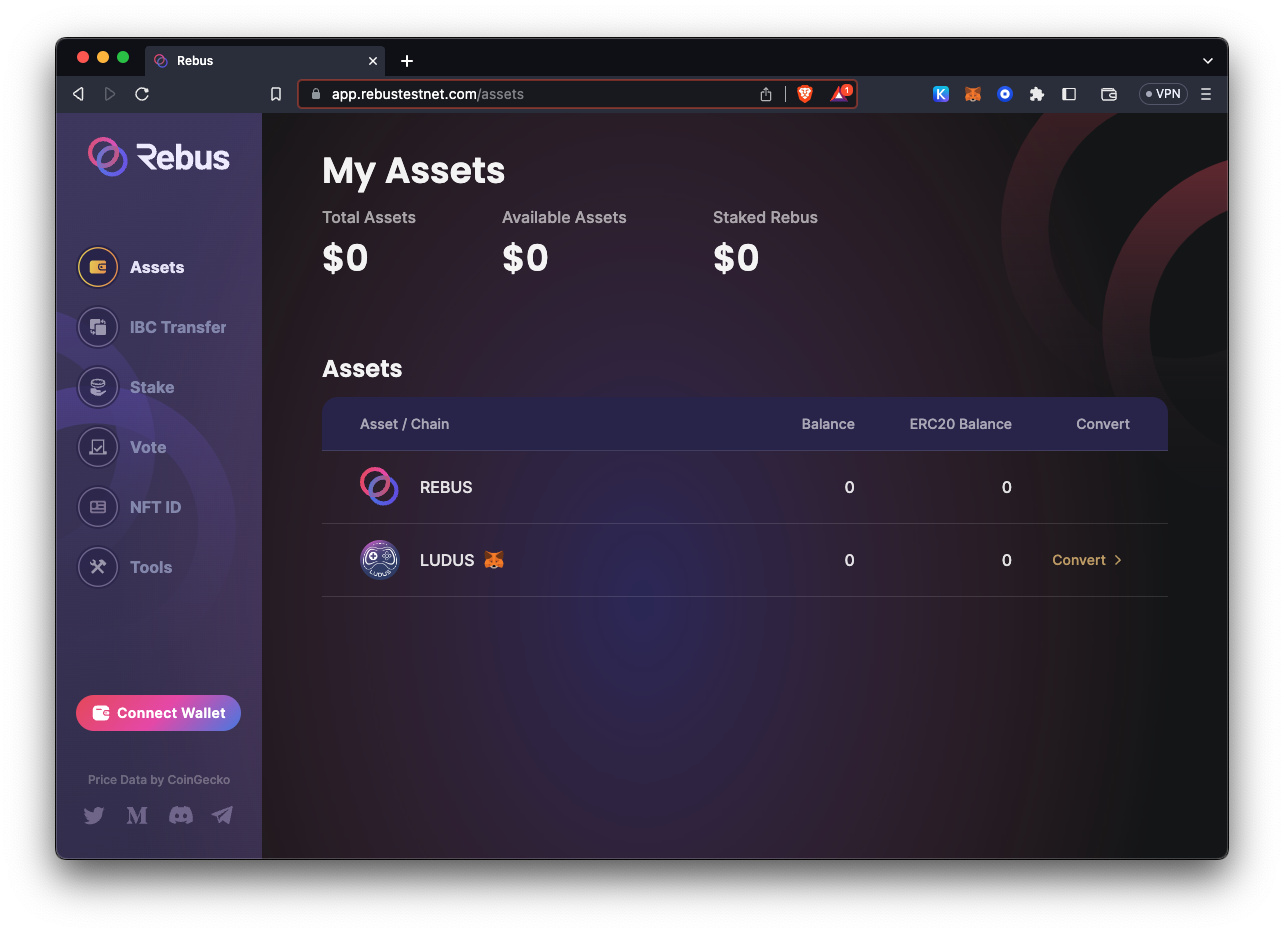 Rebus
app.rebustestnet.com/assets
1
K
VPN
Rebus
Assets
IBC Transfer
Stake
Vote
NFT ID
Tools
Connect Wallet
Price Data by CoinGecko
My Assets
Total Assets Available Assets Staked Rebus
$0 $0 $0
Assets
Asset / Chain Balance ERC20 Balance Convert
REBUS 0 0
LUDUS
LUDUS 0 0 Convert